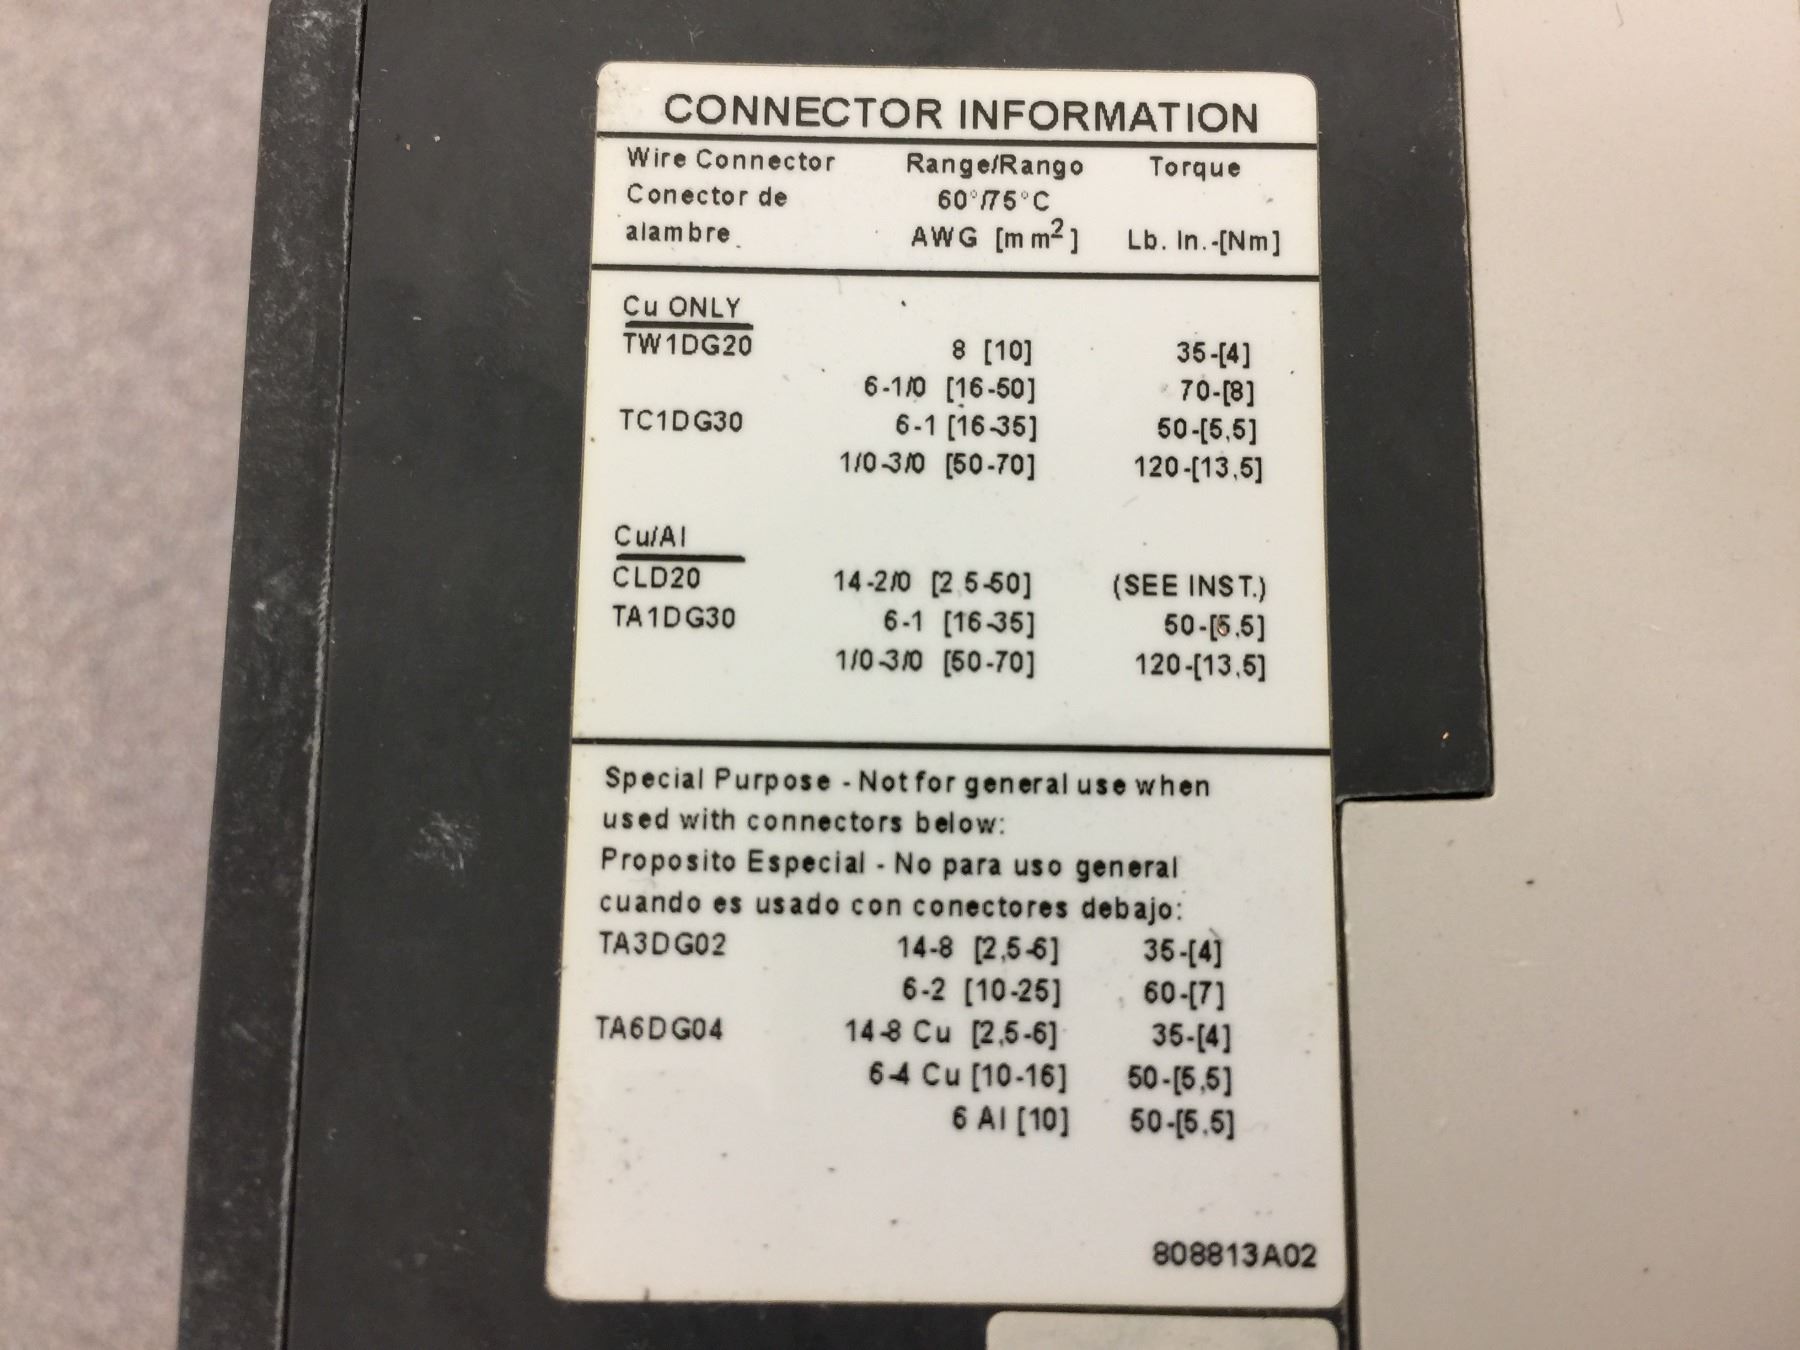 CONNECTOR INFORMATION
Wire Connector Range/Rango Torque
Conector de 60°/75°C
alambre AWG [mm²] Lb. In.-[Nm]
Cu ONLY
TW1DG20 8 [10] 35-[4]
6-1/0 [16-50] 70-[8]
TC1DG30 6-1 [16-35] 50-[5,5]
1/0-3/0 [50-70] 120-[13,5]
Cu/Al
CLD20 14-2/0 [2,5-50] (SEE INST.)
TA1DG30 6-1 [16-35] 50-[5,5]
1/0-3/0 [50-70] 120-[13,5]
Special Purpose - Not for general use when
used with connectors below:
Proposito Especial - No para uso general
cuando es usado con conectores debajo:
TA3DG02 14-8 [2,5-6] 35-[4]
6-2 [10-25] 60-[7]
TA6DG04 14-8 Cu [2,5-6] 35-[4]
6-4 Cu [10-16] 50-[5,5]
6 Al [10] 50-[5,5]
808813A02